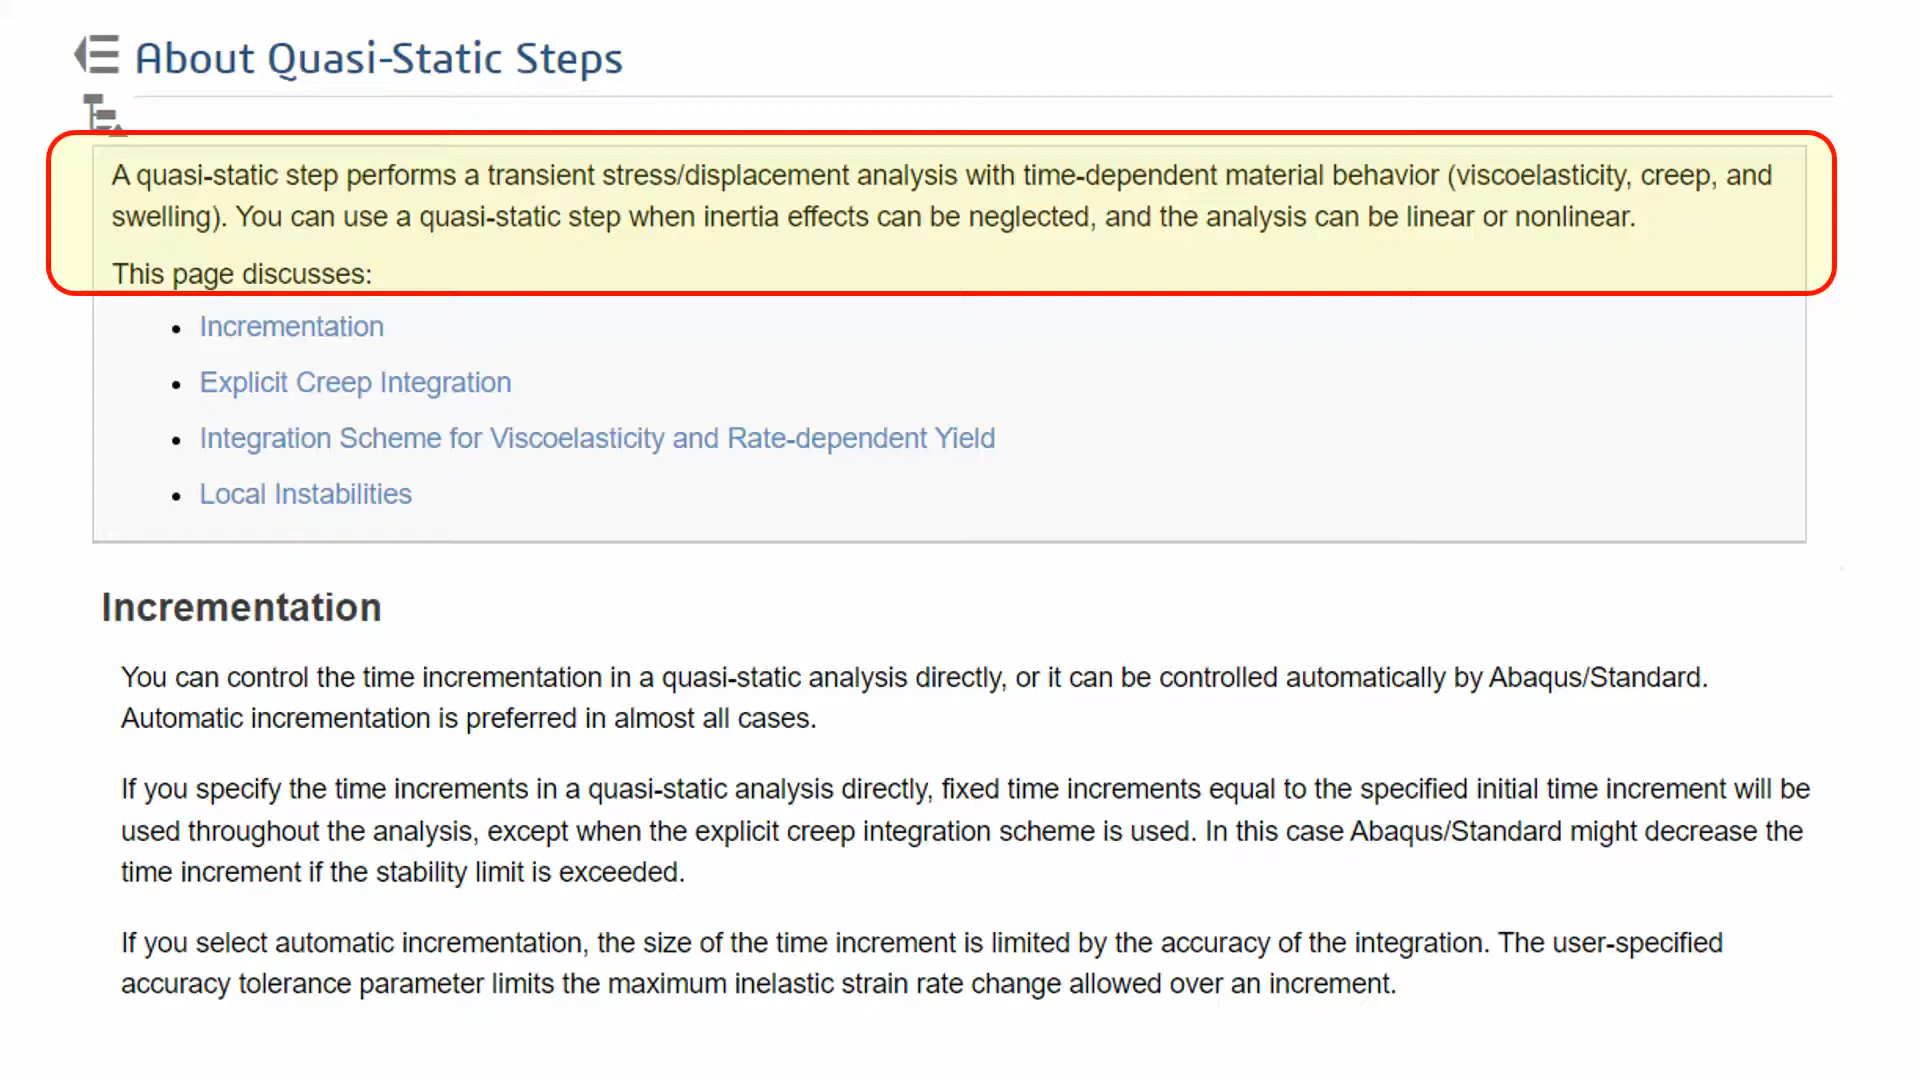 About Quasi-Static Steps
A quasi-static step performs a transient stress/displacement analysis with time-dependent material behavior (viscoelasticity, creep, and
swelling). You can use a quasi-static step when inertia effects can be neglected, and the analysis can be linear or nonlinear.
This page discusses:
Incrementation
Explicit Creep Integration
Integration Scheme for Viscoelasticity and Rate-dependent Yield
Local Instabilities
Incrementation
You can control the time incrementation in a quasi-static analysis directly, or it can be controlled automatically by Abaqus/Standard.
Automatic incrementation is preferred in almost all cases.
If you specify the time increments in a quasi-static analysis directly, fixed time increments equal to the specified initial time increment will be
used throughout the analysis, except when the explicit creep integration scheme is used. In this case Abaqus/Standard might decrease the
time increment if the stability limit is exceeded.
If you select automatic incrementation, the size of the time increment is limited by the accuracy of the integration. The user-specified
accuracy tolerance parameter limits the maximum inelastic strain rate change allowed over an increment.